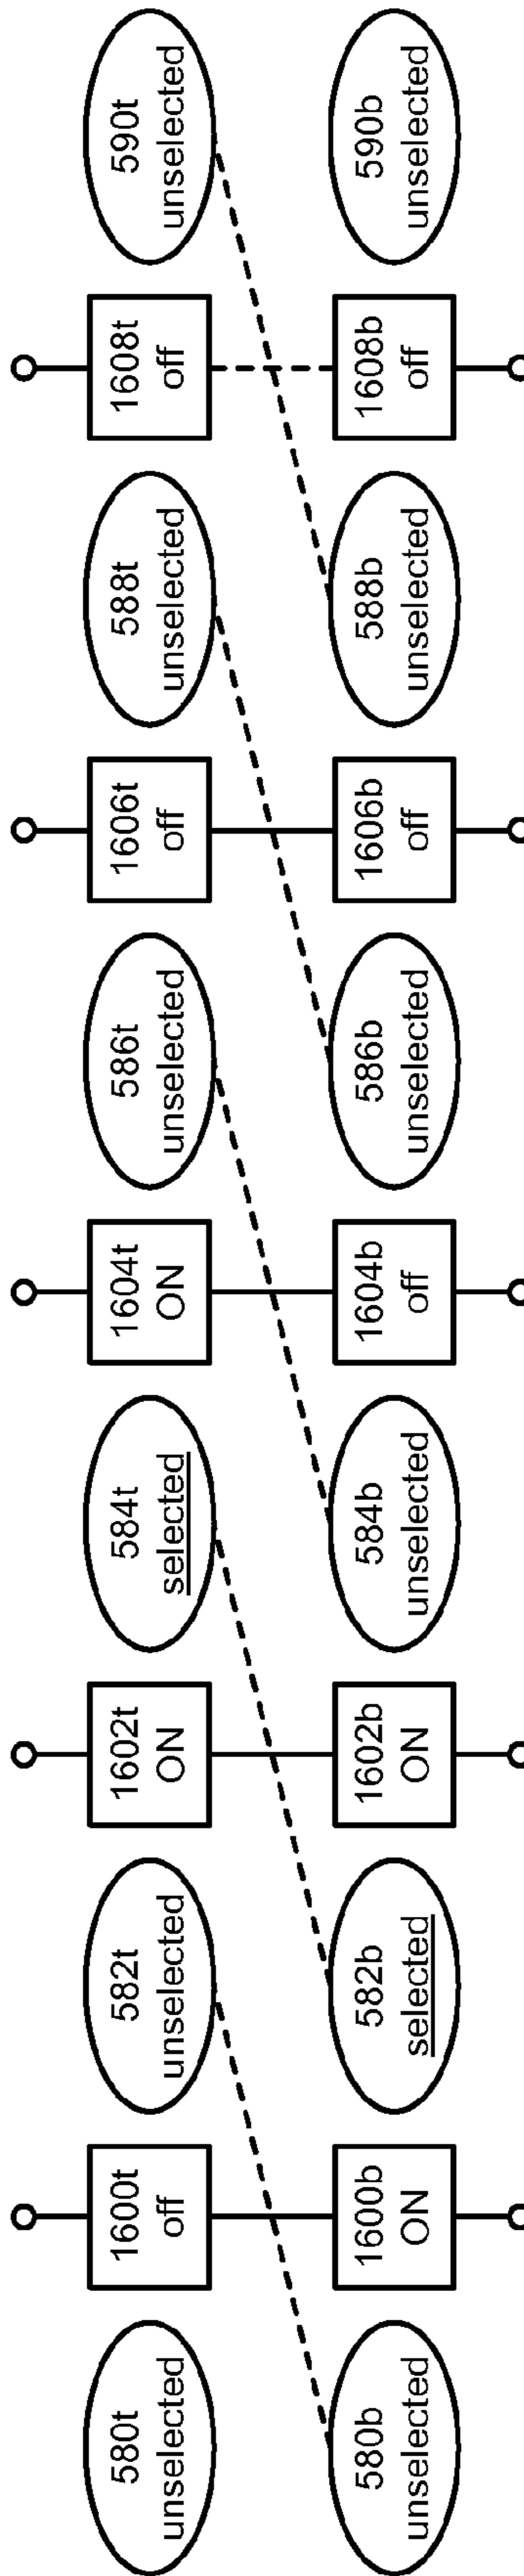 580t
unselected
1600t
off
582t
unselected
1602t
ON
584t
selected
1604t
ON
586t
unselected
1606t
off
588t
unselected
1608t
off
590t
unselected
580b
unselected
1600b
ON
582b
selected
1602b
ON
584b
unselected
1604b
off
586b
unselected
1606b
off
588b
unselected
1608b
off
590b
unselected